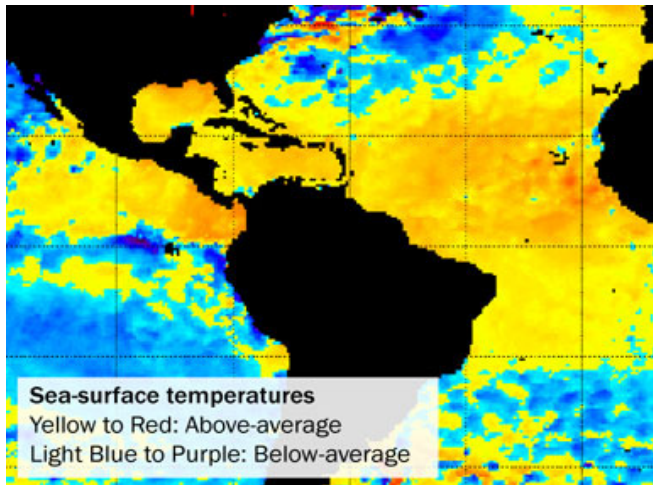 Sea-surface temperatures
Yellow to Red: Above-average
Light Blue to Purple: Below-average